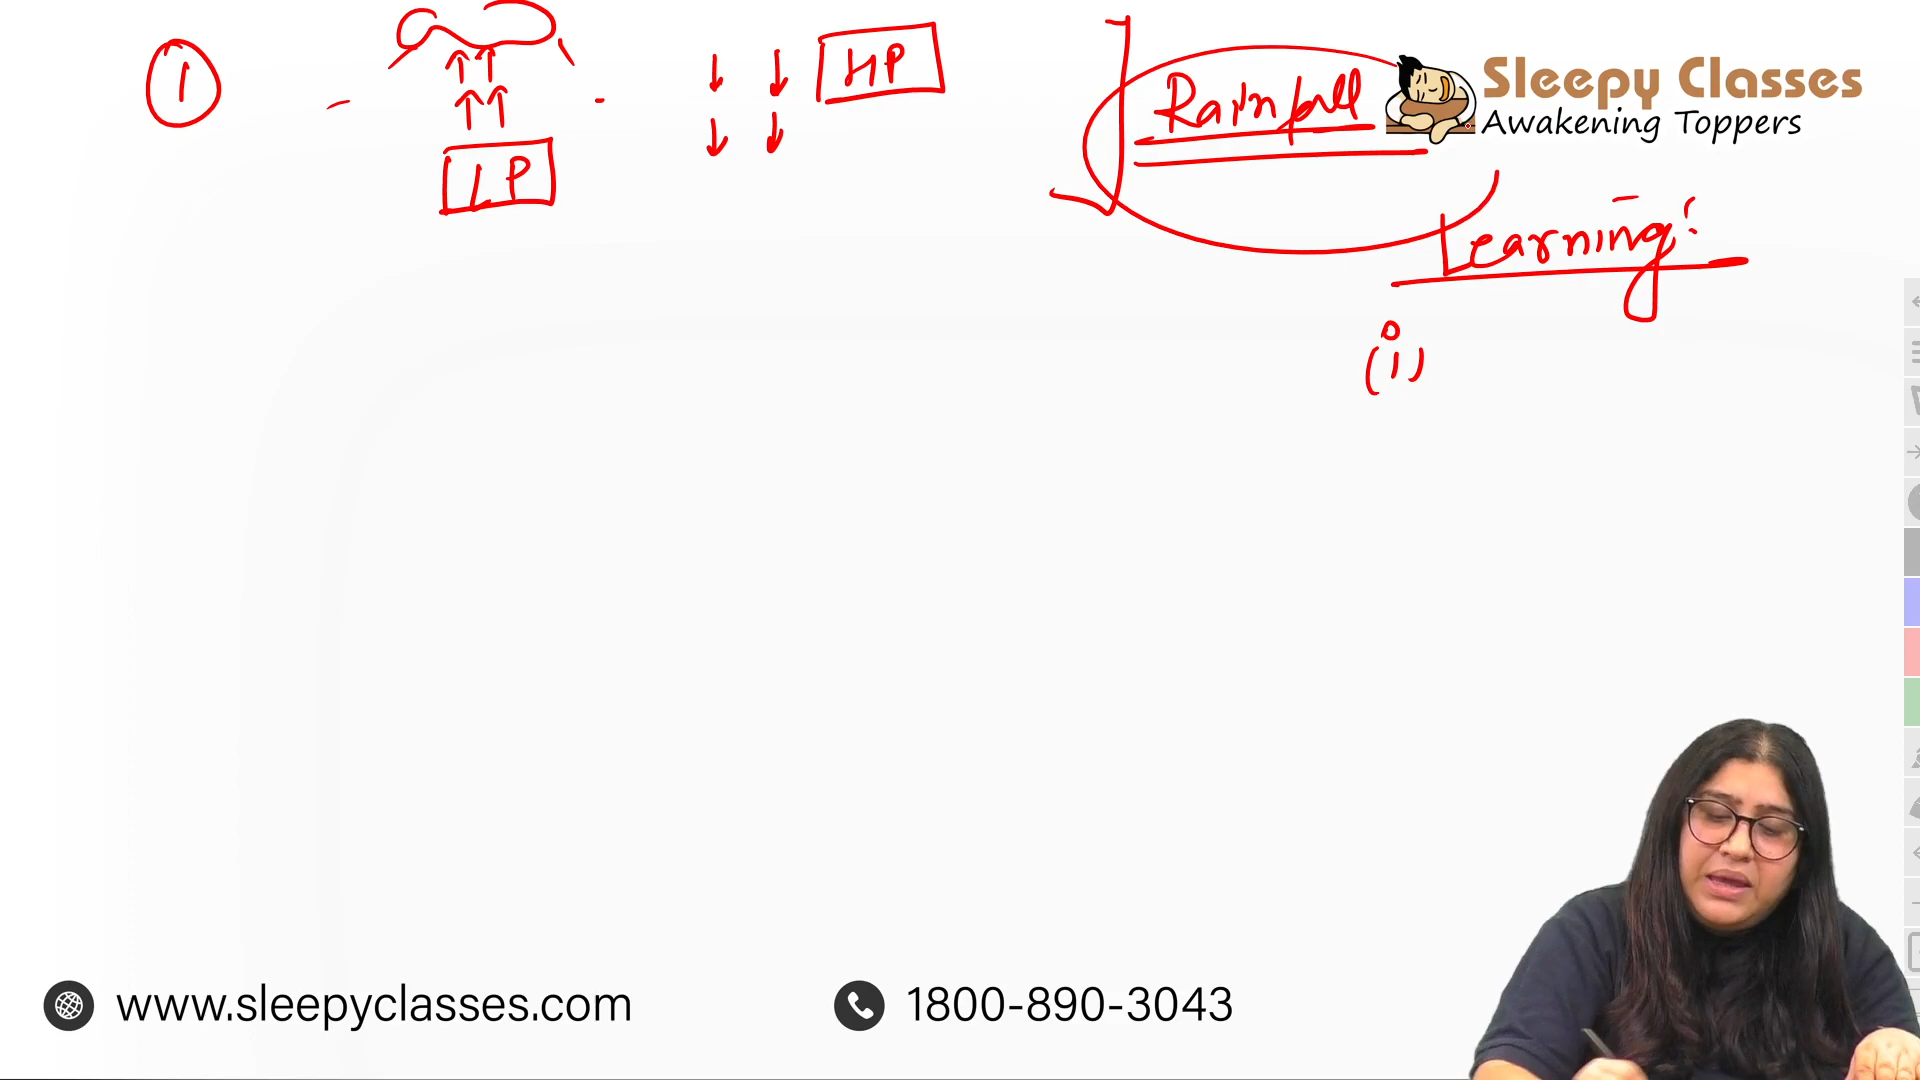 1
LP
HP
Rainfall
Sleepy Classes
Awakening Toppers
Learning:
(i)
www.sleepyclasses.com
1800-890-3043